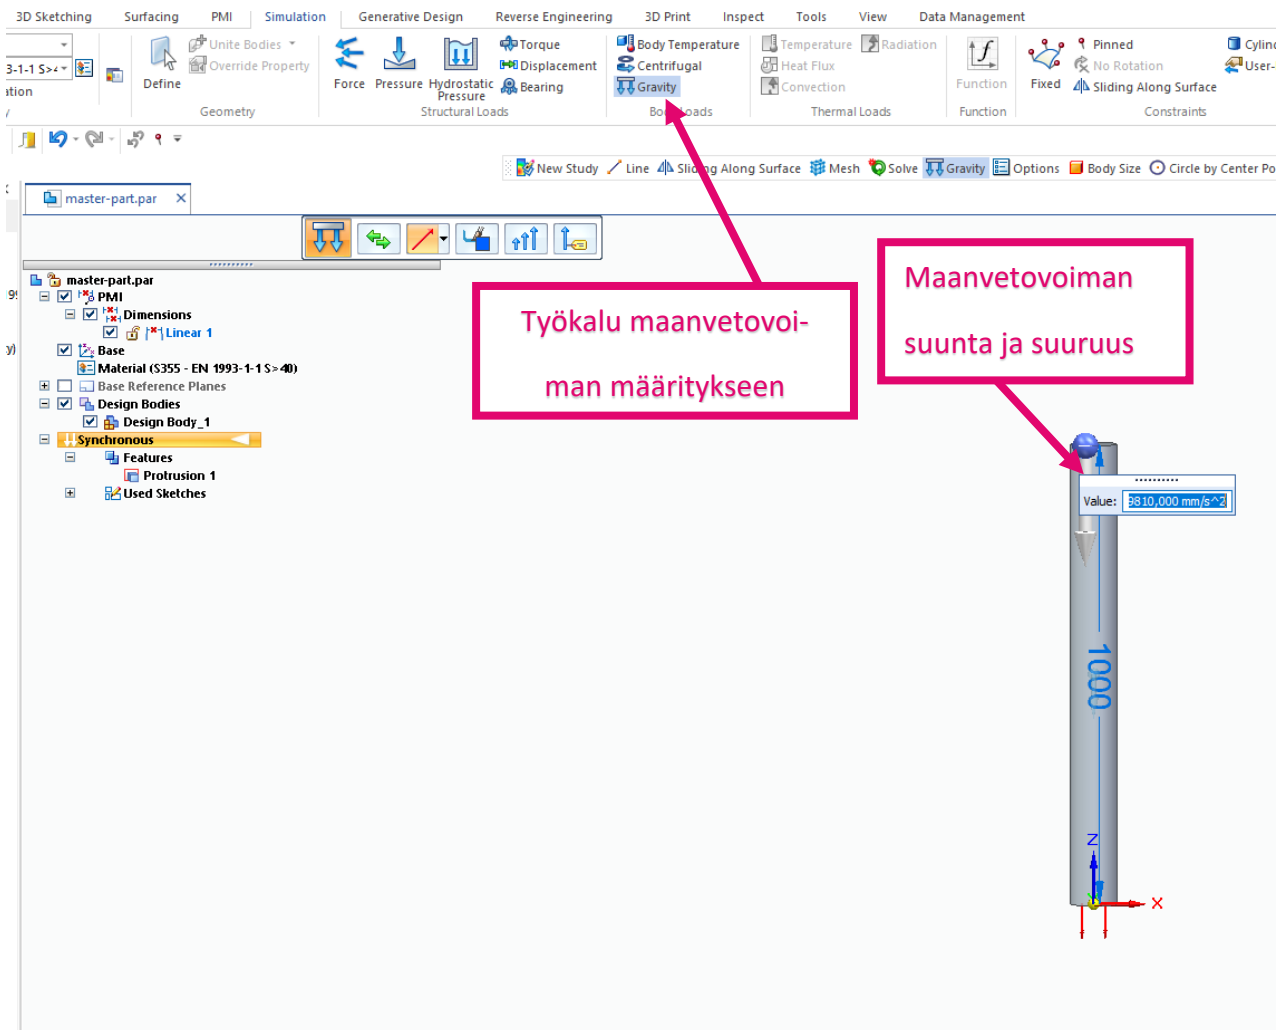 3D Sketching Surfacing PMI Simulation Generative Design Reverse Engineering 3D Print Inspect Tools View Data Management
Unite Bodies Torque Body Temperature Temperature Radiation Pinned Cylind
3-1-1 S> Override Property Displacement Centrifugal Heat Flux No Rotation User-
Define Force Pressure Hydrostatic Pressure Bearing Gravity Convection Function Fixed Sliding Along Surface
ation
Geometry Structural Loads Body Loads Thermal Loads Function Constraints
New Study Line Sliding Along Surface Mesh Solve Gravity Options Body Size Circle by Center Po
master-part.par X
master-part.par
PMI
Dimensions
Linear 1
Base
Material (S355 - EN 1993-1-1 S>40)
Base Reference Planes
Design Bodies
Design Body_1
Synchronous
Features
Protrusion 1
Used Sketches
Työkalu maanvetovoi-
man määritykseen
Maanvetovoiman
suunta ja suuruus
Value: 9810,000 mm/s^2
1000
Z
X